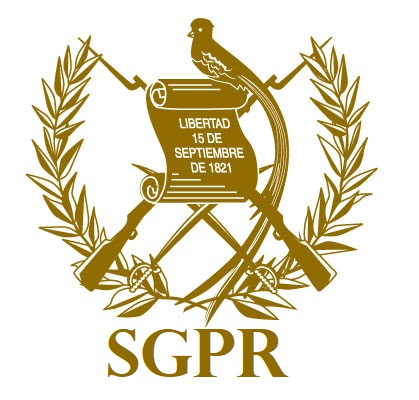 LIBERTAD
15 DE
SEPTIEMBRE
DE 1821
SGPR